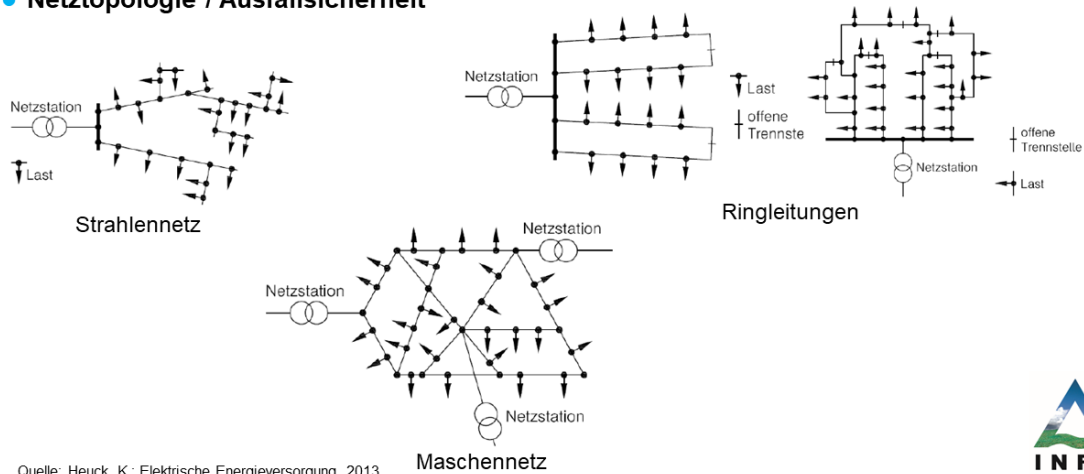 Netztopologie / Ausfallsicherheit
Netzstation
Last
Strahlennetz
Netzstation
Last
offene
Trennste
Netzstation
offene
Trennstelle
Last
Ringleitungen
Netzstation
Netzstation
Netzstation
Maschennetz
Quelle: Heuck, K.: Elektrische Energieversorgung, 2013